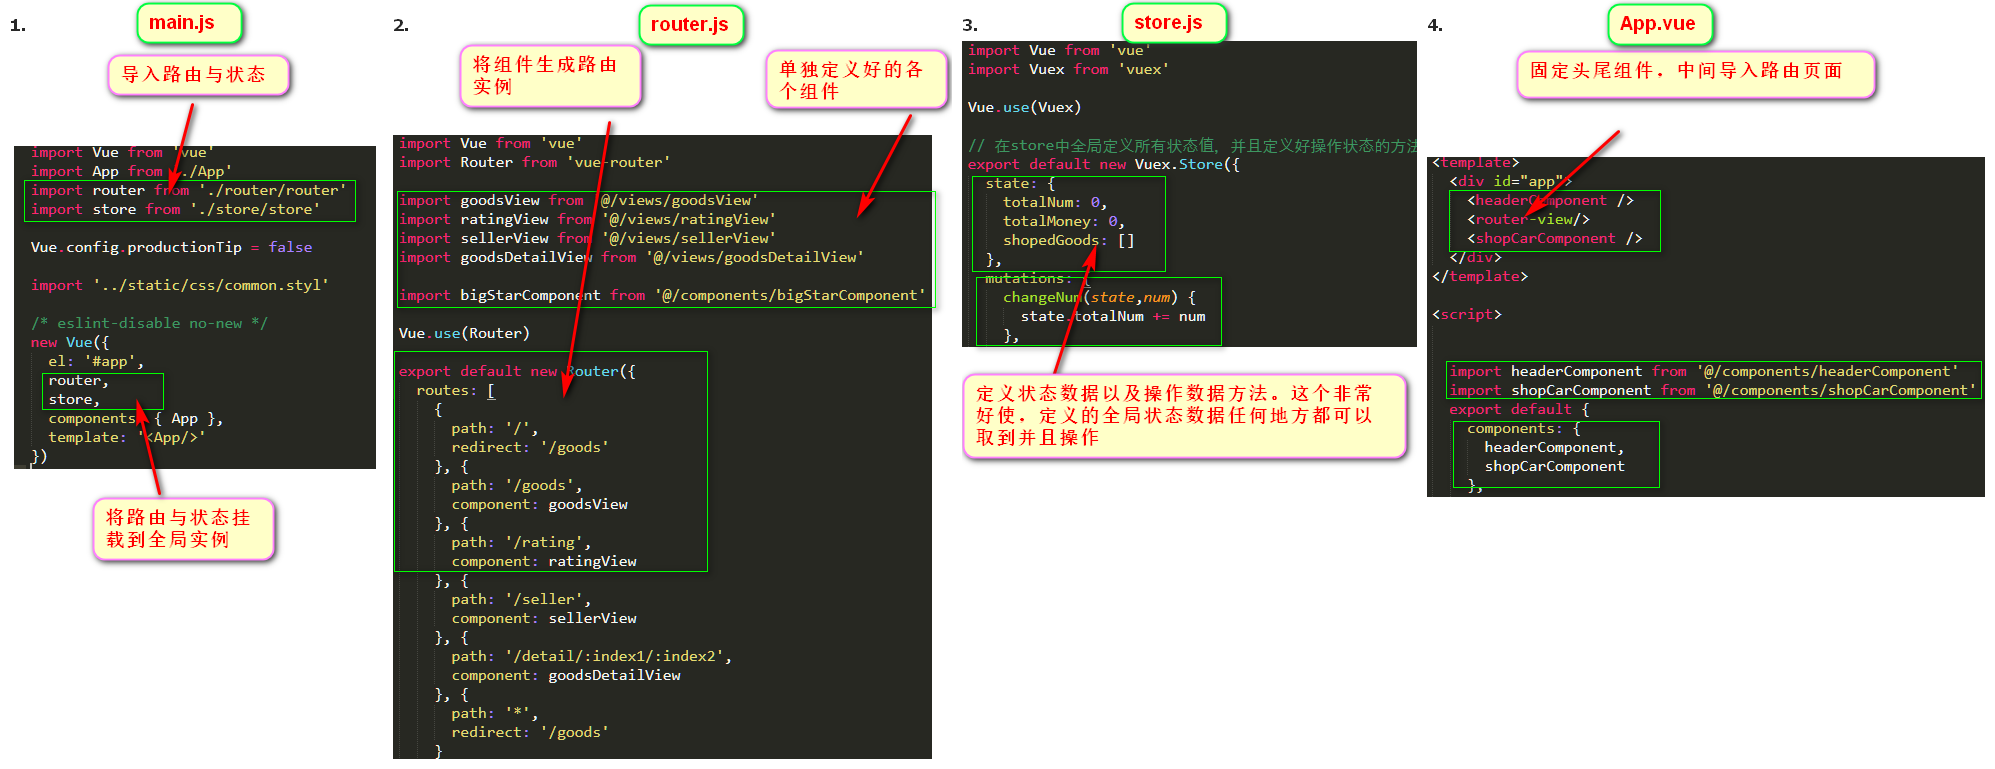 1.
main.js
导入路由与状态
import Vue from 'vue'
import App from './App'
import router from './router/router'
import store from './store/store'
Vue.config.productionTip = false
import '../static/css/common.styl'
/* eslint-disable no-new */
new Vue({
el: '#app',
router,
store,
components: { App },
template: '<App/>'
})
将路由与状态挂
载到全局实例
2.
router.js
将组件生成路由
实例
单独定义好的各
个组件
import Vue from 'vue'
import Router from 'vue-router'
import goodsView from '@/views/goodsView'
import ratingView from '@/views/ratingView'
import sellerView from '@/views/sellerView'
import goodsDetailView from '@/views/goodsDetailView'
import bigStarComponent from '@/components/bigStarComponent'
Vue.use(Router)
export default new Router({
routes: [
{
path: '/',
redirect: '/goods'
}, {
path: '/goods',
component: goodsView
}, {
path: '/rating',
component: ratingView
}, {
path: '/seller',
component: sellerView
}, {
path: '/detail/:index1/:index2',
component: goodsDetailView
}, {
path: '*',
redirect: '/goods'
}
3.
store.js
import Vue from 'vue'
import Vuex from 'vuex'
Vue.use(Vuex)
// 在store中全局定义所有状态值，并且定义好操作状态的方法
export default new Vuex.Store({
state: {
totalNum: 0,
totalMoney: 0,
shopedGoods: []
},
mutations: {
changeNum(state,num) {
state.totalNum += num
},
定义状态数据以及操作数据方法。这个非常
好使．定义的全局状态数据任何地方都可以
取到并且操作
4.
App.vue
固定头尾组件．中间导入路由页面
<template>
<div id="app">
<headerComponent />
<router-view/>
<shopCarComponent />
</div>
</template>
<script>
import headerComponent from '@/components/headerComponent'
import shopCarComponent from '@/components/shopCarComponent'
export default {
components: {
headerComponent,
shopCarComponent
},